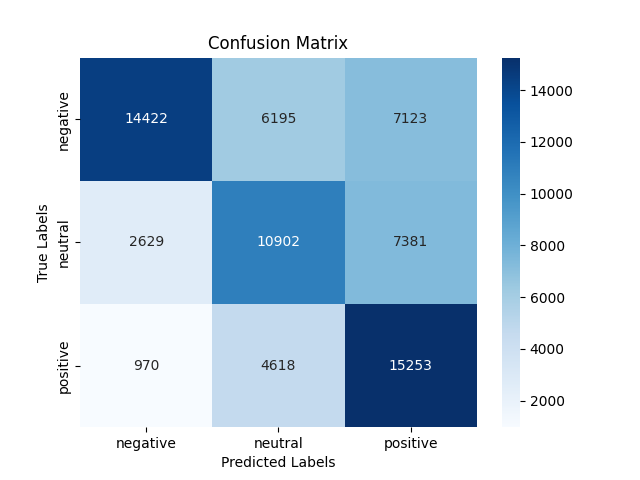 Confusion Matrix
True Labels
negative
14422 6195 7123
neutral
2629 10902 7381
positive
970 4618 15253
negative neutral positive
Predicted Labels
14000
12000
10000
8000
6000
4000
2000